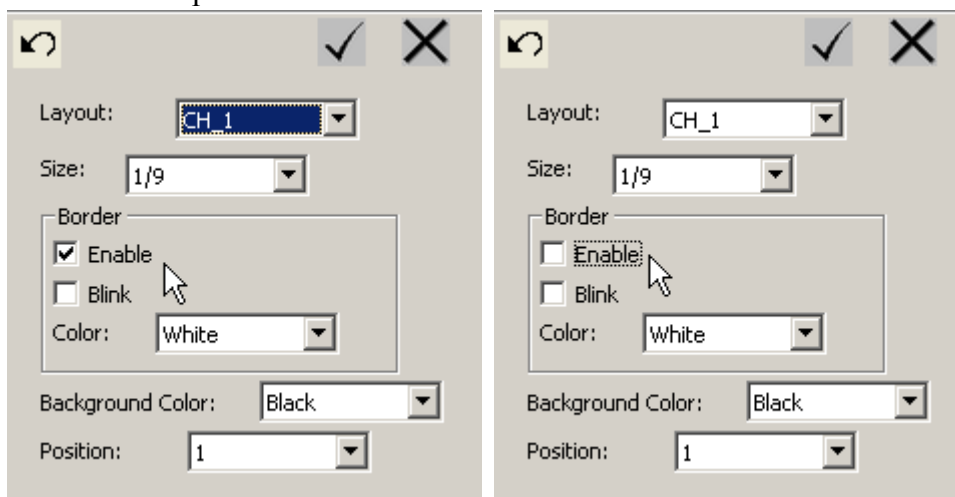 Layout: CH_1
Size: 1/9
Border
Enable
Blink
Color: White
Background Color: Black
Position: 1
Layout: CH_1
Size: 1/9
Border
Enable
Blink
Color: White
Background Color: Black
Position: 1